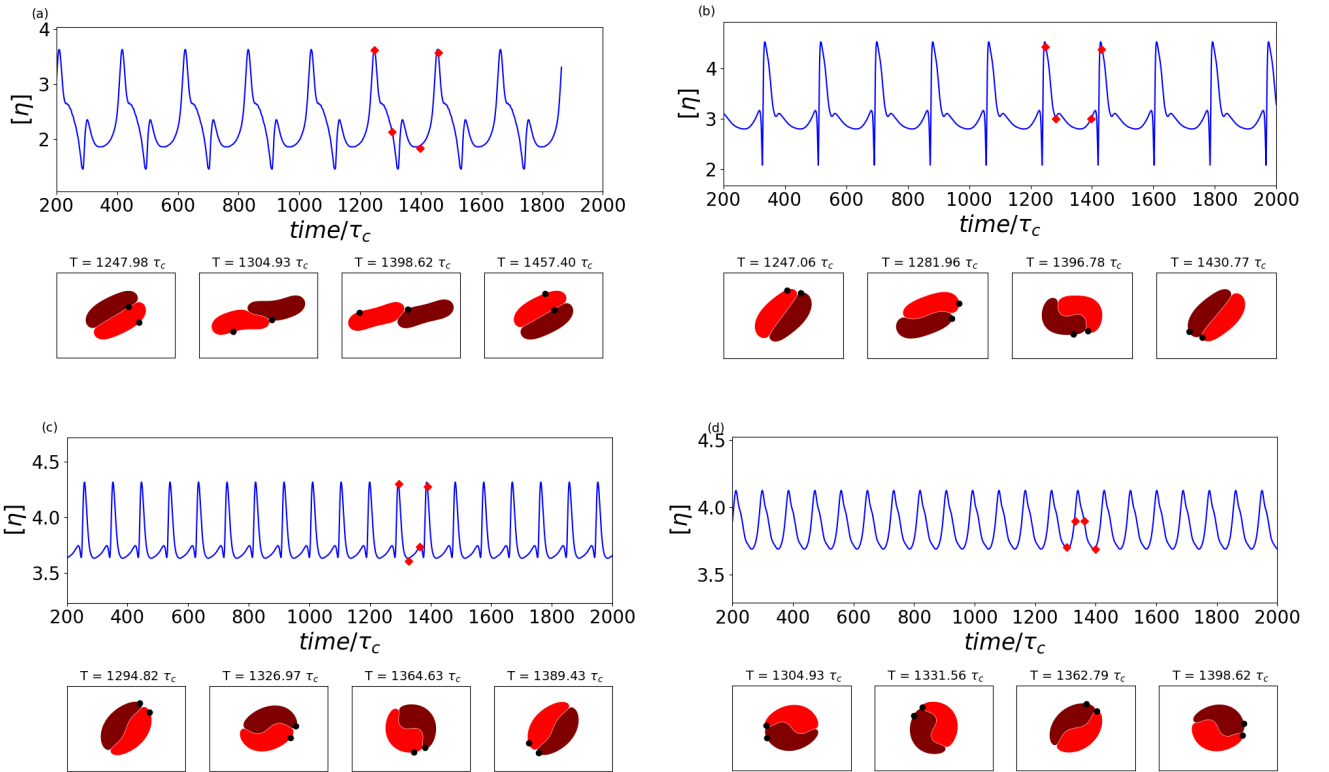 (a)
[η]
4
3
2
200 400 600 800 1000 1200 1400 1600 1800 2000
time/τc
T = 1247.98 τc T = 1304.93 τc T = 1398.62 τc T = 1457.40 τc
(b)
[η]
4
3
2
200 400 600 800 1000 1200 1400 1600 1800 2000
time/τc
T = 1247.06 τc T = 1281.96 τc T = 1396.78 τc T = 1430.77 τc
(c)
[η]
4.5
4.0
3.5
200 400 600 800 1000 1200 1400 1600 1800 2000
time/τc
T = 1294.82 τc T = 1326.97 τc T = 1364.63 τc T = 1389.43 τc
(d)
[η]
4.5
4.0
3.5
200 400 600 800 1000 1200 1400 1600 1800 2000
time/τc
T = 1304.93 τc T = 1331.56 τc T = 1362.79 τc T = 1398.62 τc